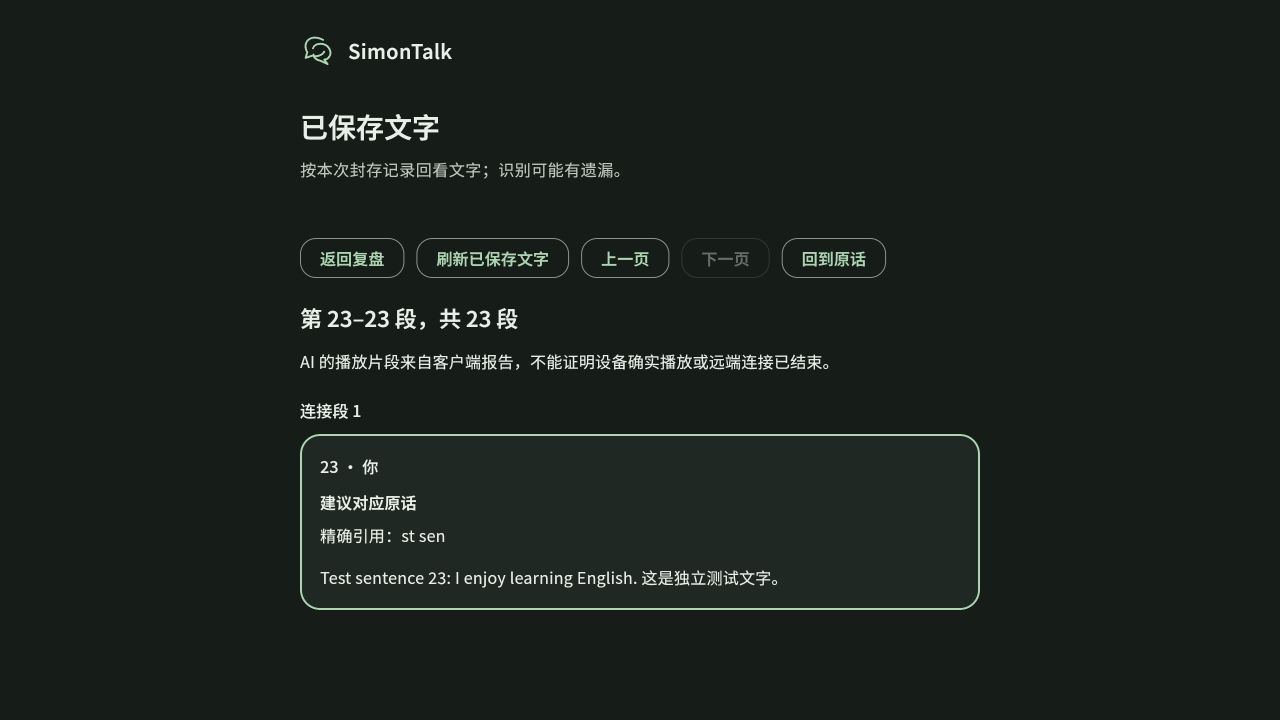 SimonTalk
已保存文字
按本次封存记录回看文字；识别可能有遗漏。
返回复盘 刷新已保存文字 上一页 下一页 回到原话
第 23–23 段，共 23 段
AI 的播放片段来自客户端报告，不能证明设备确实播放或远端连接已结束。
连接段 1
23 · 你
建议对应原话
精确引用：st sen
Test sentence 23: I enjoy learning English. 这是独立测试文字。